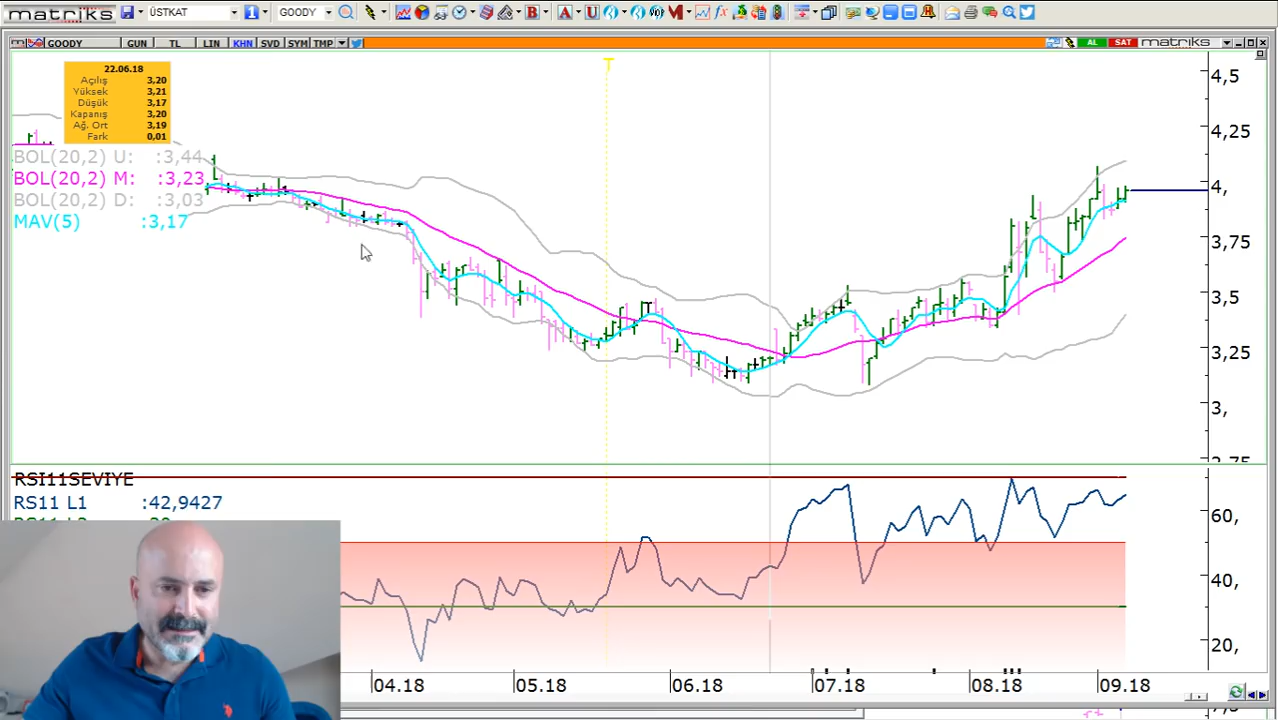 matriks ÜSTKAT 1 GOODY
GOODY GUN TL LIN KHN SVD SYM TMP AL SAT matriks
T
22.06.18
Açılış 3,20
Yüksek 3,21
Düşük 3,17
Kapanış 3,20
Ağ. Ort 3,19
Fark 0,01
BOL(20,2) U: :3,44
BOL(20,2) M: :3,23
BOL(20,2) D: :3,03
MAV(5) :3,17
4,5
4,25
4,
3,75
3,5
3,25
3,
RSI11SEVIYE
RS11 L1 :42,9427
60,
40,
20,
04.18 05.18 06.18 07.18 08.18 09.18